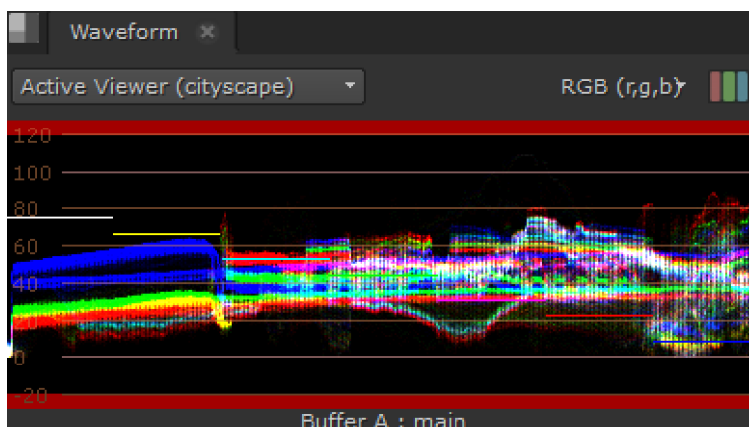 Waveform
Active Viewer (cityscape)
RGB (r,g,b)
120
100
80
60
40
20
0
-20
Buffer A : main